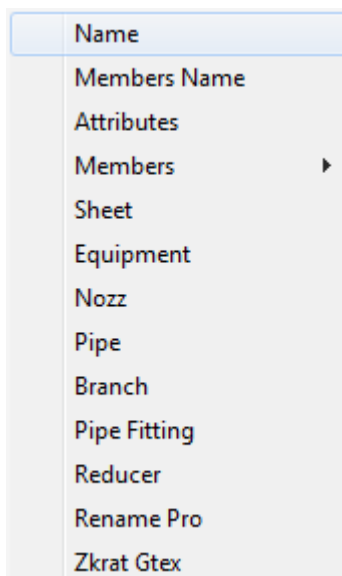 Name
Members Name
Attributes
Members
Sheet
Equipment
Nozz
Pipe
Branch
Pipe Fitting
Reducer
Rename Pro
Zkrat Gtex